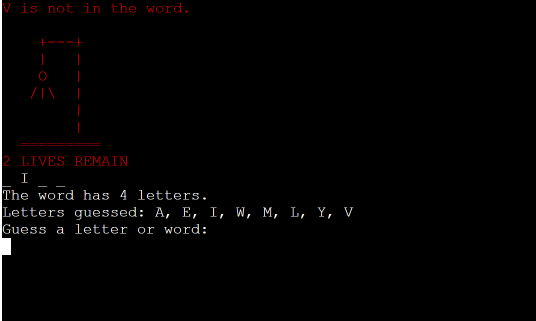 V is not in the word.
+---+
|   |
O   |
/|\  |
|
|
=========
2 LIVES REMAIN
_ I _ _
The word has 4 letters.
Letters guessed: A, E, I, W, M, L, Y, V
Guess a letter or word: